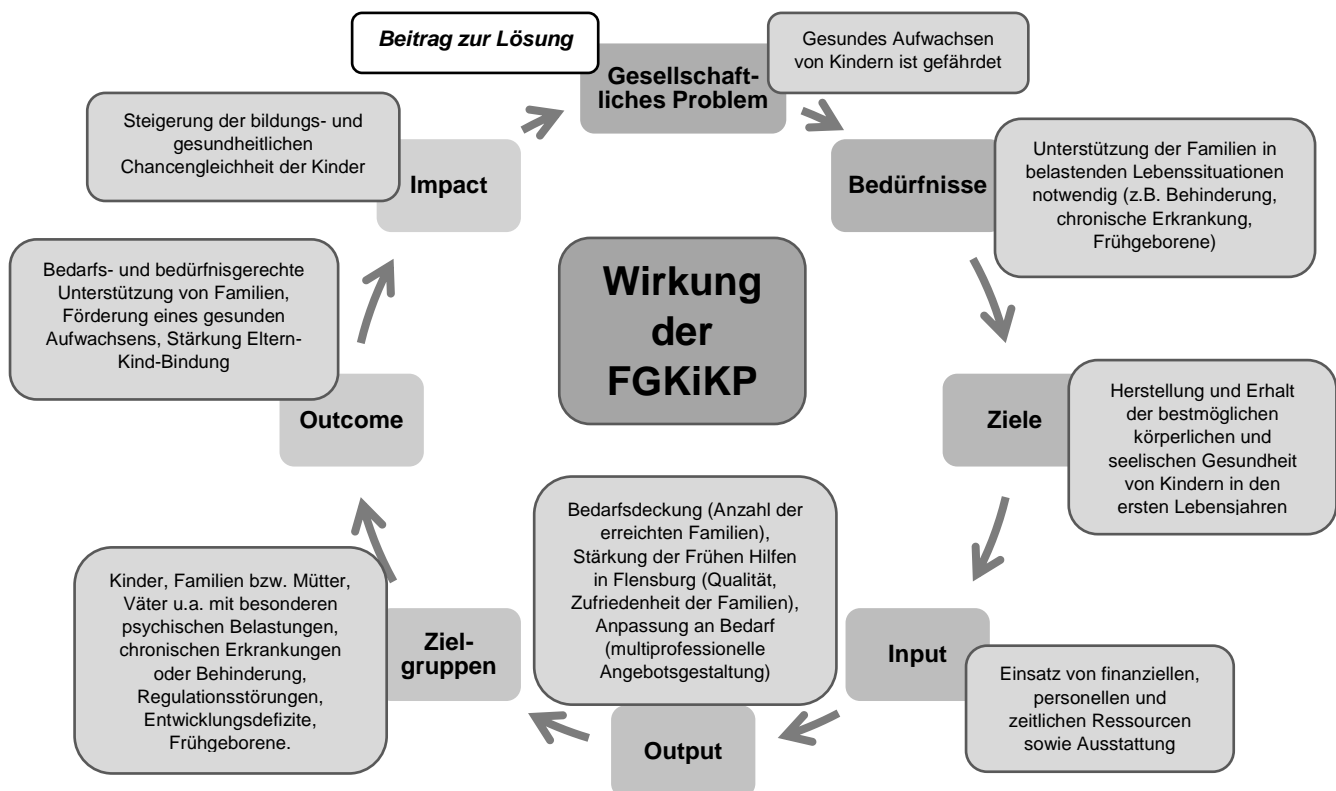 Beitrag zur Lösung
Gesellschaft-
liches Problem
Gesundes Aufwachsen
von Kindern ist gefährdet
Bedürfnisse
Unterstützung der Familien in
belastenden Lebenssituationen
notwendig (z.B. Behinderung,
chronische Erkrankung,
Frühgeborene)
Ziele
Herstellung und Erhalt
der bestmöglichen
körperlichen und
seelischen Gesundheit
von Kindern in den
ersten Lebensjahren
Input
Einsatz von finanziellen,
personellen und
zeitlichen Ressourcen
sowie Ausstattung
Bedarfsdeckung (Anzahl der
erreichten Familien),
Stärkung der Frühen Hilfen
in Flensburg (Qualität,
Zufriedenheit der Familien),
Anpassung an Bedarf
(multiprofessionelle
Angebotsgestaltung)
Output
Ziel-
gruppen
Kinder, Familien bzw. Mütter,
Väter u.a. mit besonderen
psychischen Belastungen,
chronischen Erkrankungen
oder Behinderung,
Regulationsstörungen,
Entwicklungsdefizite,
Frühgeborene.
Outcome
Bedarfs- und bedürfnisgerechte
Unterstützung von Familien,
Förderung eines gesunden
Aufwachsens, Stärkung Eltern-
Kind-Bindung
Impact
Steigerung der bildungs- und
gesundheitlichen
Chancengleichheit der Kinder
Wirkung
der
FGKiKP